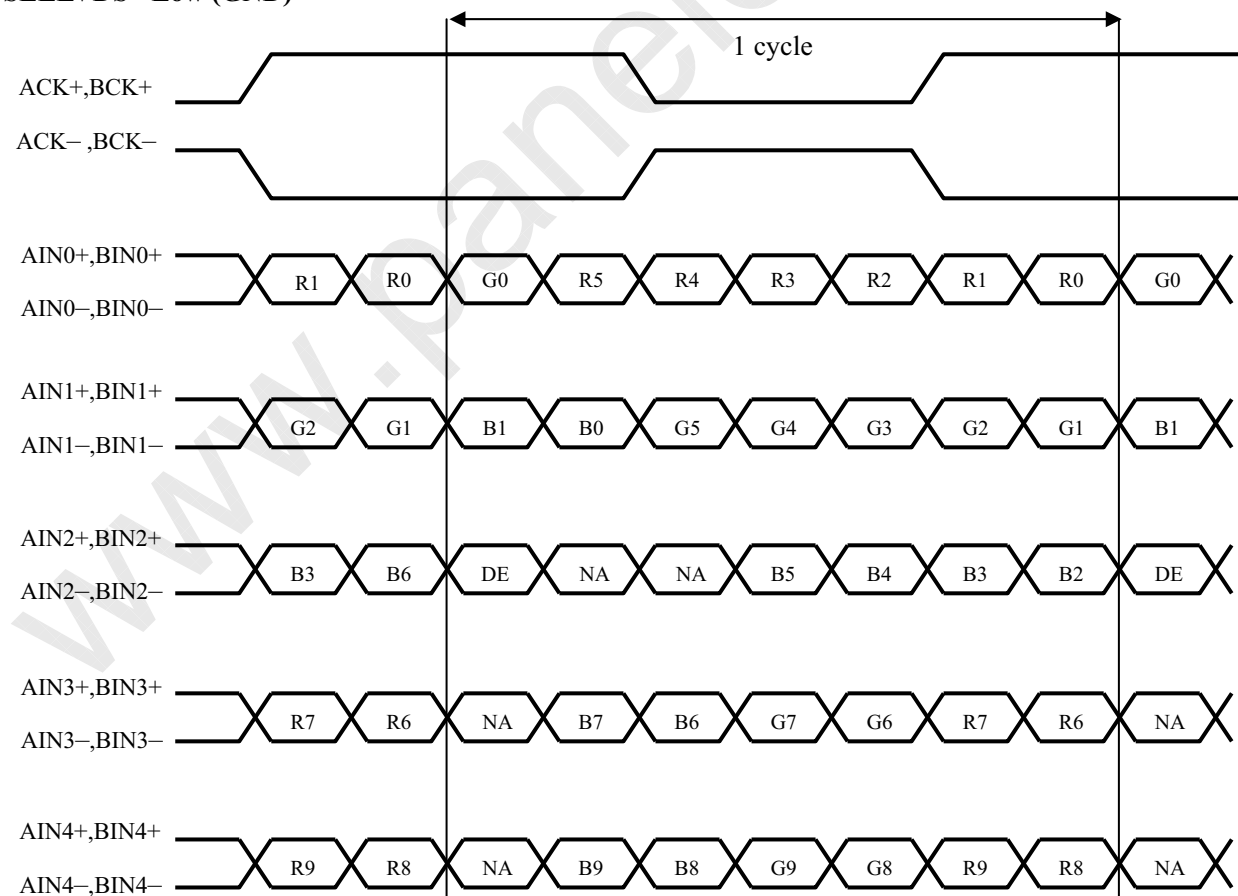 SELLVDS=Low (GND)
1 cycle
ACK+,BCK+
ACK− ,BCK−
AIN0+,BIN0+
R1 R0 G0 R5 R4 R3 R2 R1 R0 G0
AIN0−,BIN0−
AIN1+,BIN1+
G2 G1 B1 B0 G5 G4 G3 G2 G1 B1
AIN1−,BIN1−
AIN2+,BIN2+
B3 B6 DE NA NA B5 B4 B3 B2 DE
AIN2−,BIN2−
AIN3+,BIN3+
R7 R6 NA B7 B6 G7 G6 R7 R6 NA
AIN3−,BIN3−
AIN4+,BIN4+
R9 R8 NA B9 B8 G9 G8 R9 R8 NA
AIN4−,BIN4−
www.panel